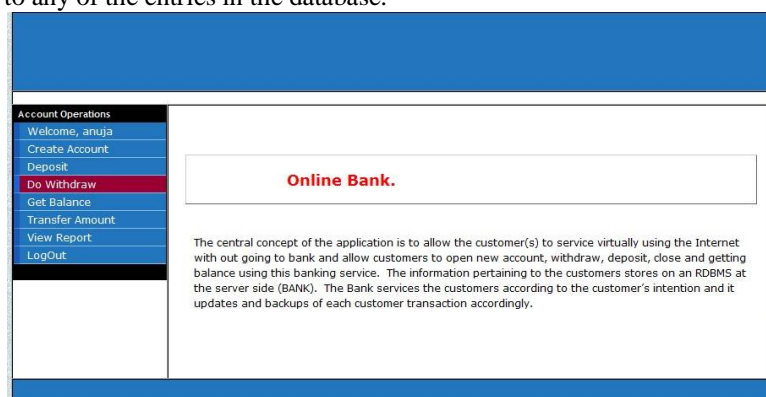 to any of the entries in the database.
Account Operations
Welcome, anuja
Create Account
Deposit
Do Withdraw
Get Balance
Transfer Amount
View Report
LogOut
Online Bank.
The central concept of the application is to allow the customer(s) to service virtually using the Internet
with out going to bank and allow customers to open new account, withdraw, deposit, close and getting
balance using this banking service.  The information pertaining to the customers stores on an RDBMS at
the server side (BANK).  The Bank services the customers according to the customer's intention and it
updates and backups of each customer transaction accordingly.